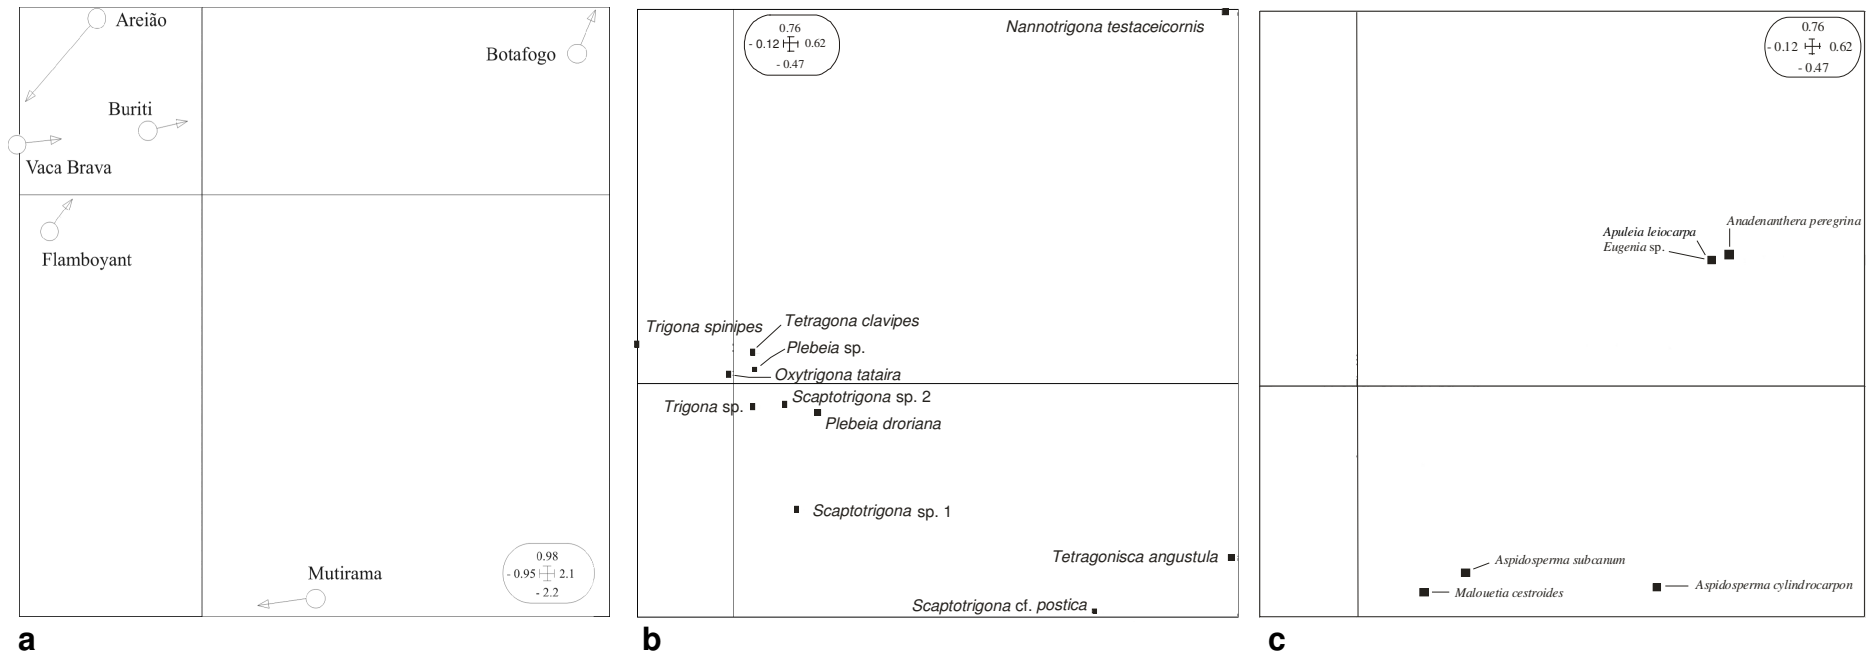 Areião
Botafogo
Buriti
Vaca Brava
Flamboyant
Mutirama
0.98
- 0.95 2.1
- 2.2
a
Nannotrigona testaceicornis
0.76
- 0.12 0.62
- 0.47
Trigona spinipes
Tetragona clavipes
Plebeia sp.
Oxytrigona tataira
Scaptotrigona sp. 2
Trigona sp.
Plebeia droriana
Scaptotrigona sp. 1
Tetragonisca angustula
Scaptotrigona cf. postica
b
0.76
- 0.12 0.62
- 0.47
Anadenanthera peregrina
Apuleia leiocarpa
Eugenia sp.
Aspidosperma subcanum
Aspidosperma cylindrocarpon
Malouetia cestroides
c